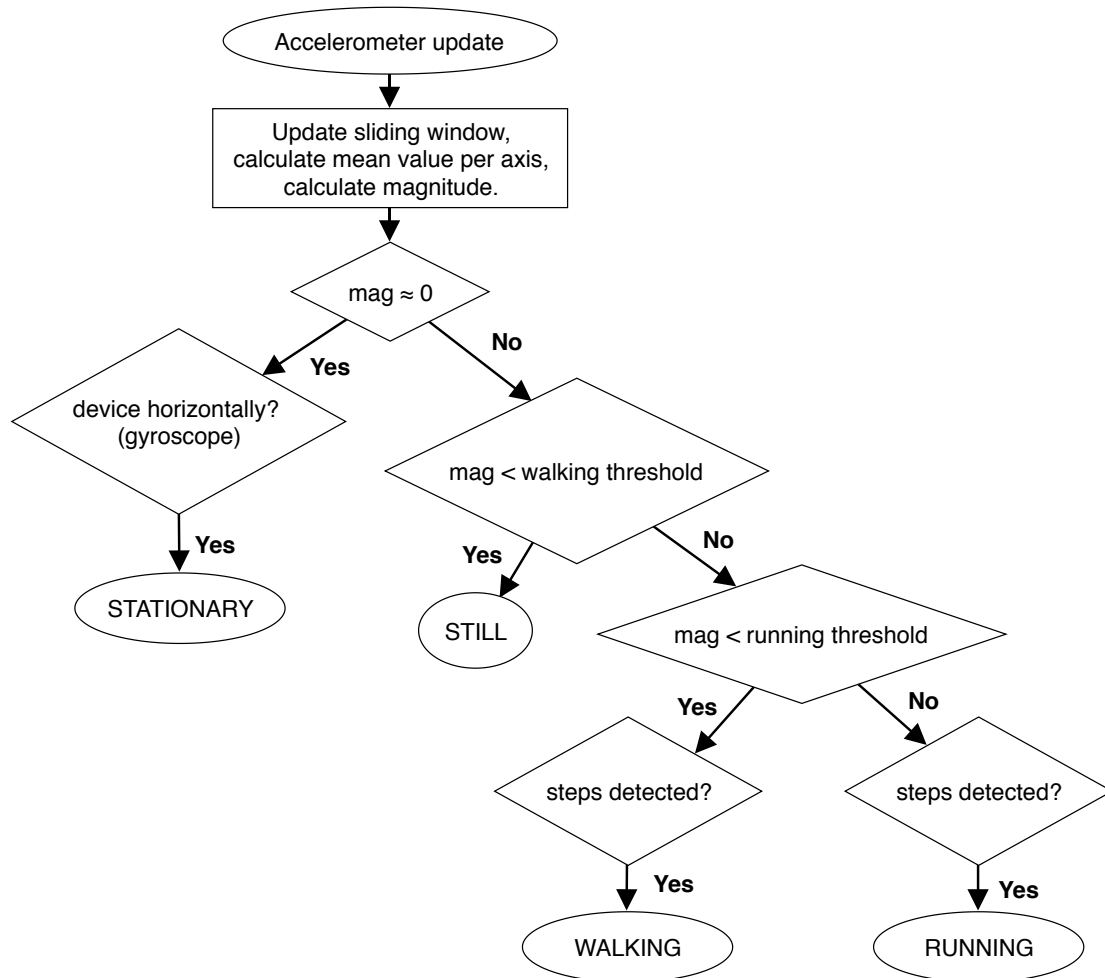 Accelerometer update
Update sliding window,
calculate mean value per axis,
calculate magnitude.
mag ≈ 0
Yes
No
device horizontally?
(gyroscope)
mag < walking threshold
Yes
Yes
No
STATIONARY
STILL
mag < running threshold
Yes
No
steps detected?
steps detected?
Yes
Yes
WALKING
RUNNING